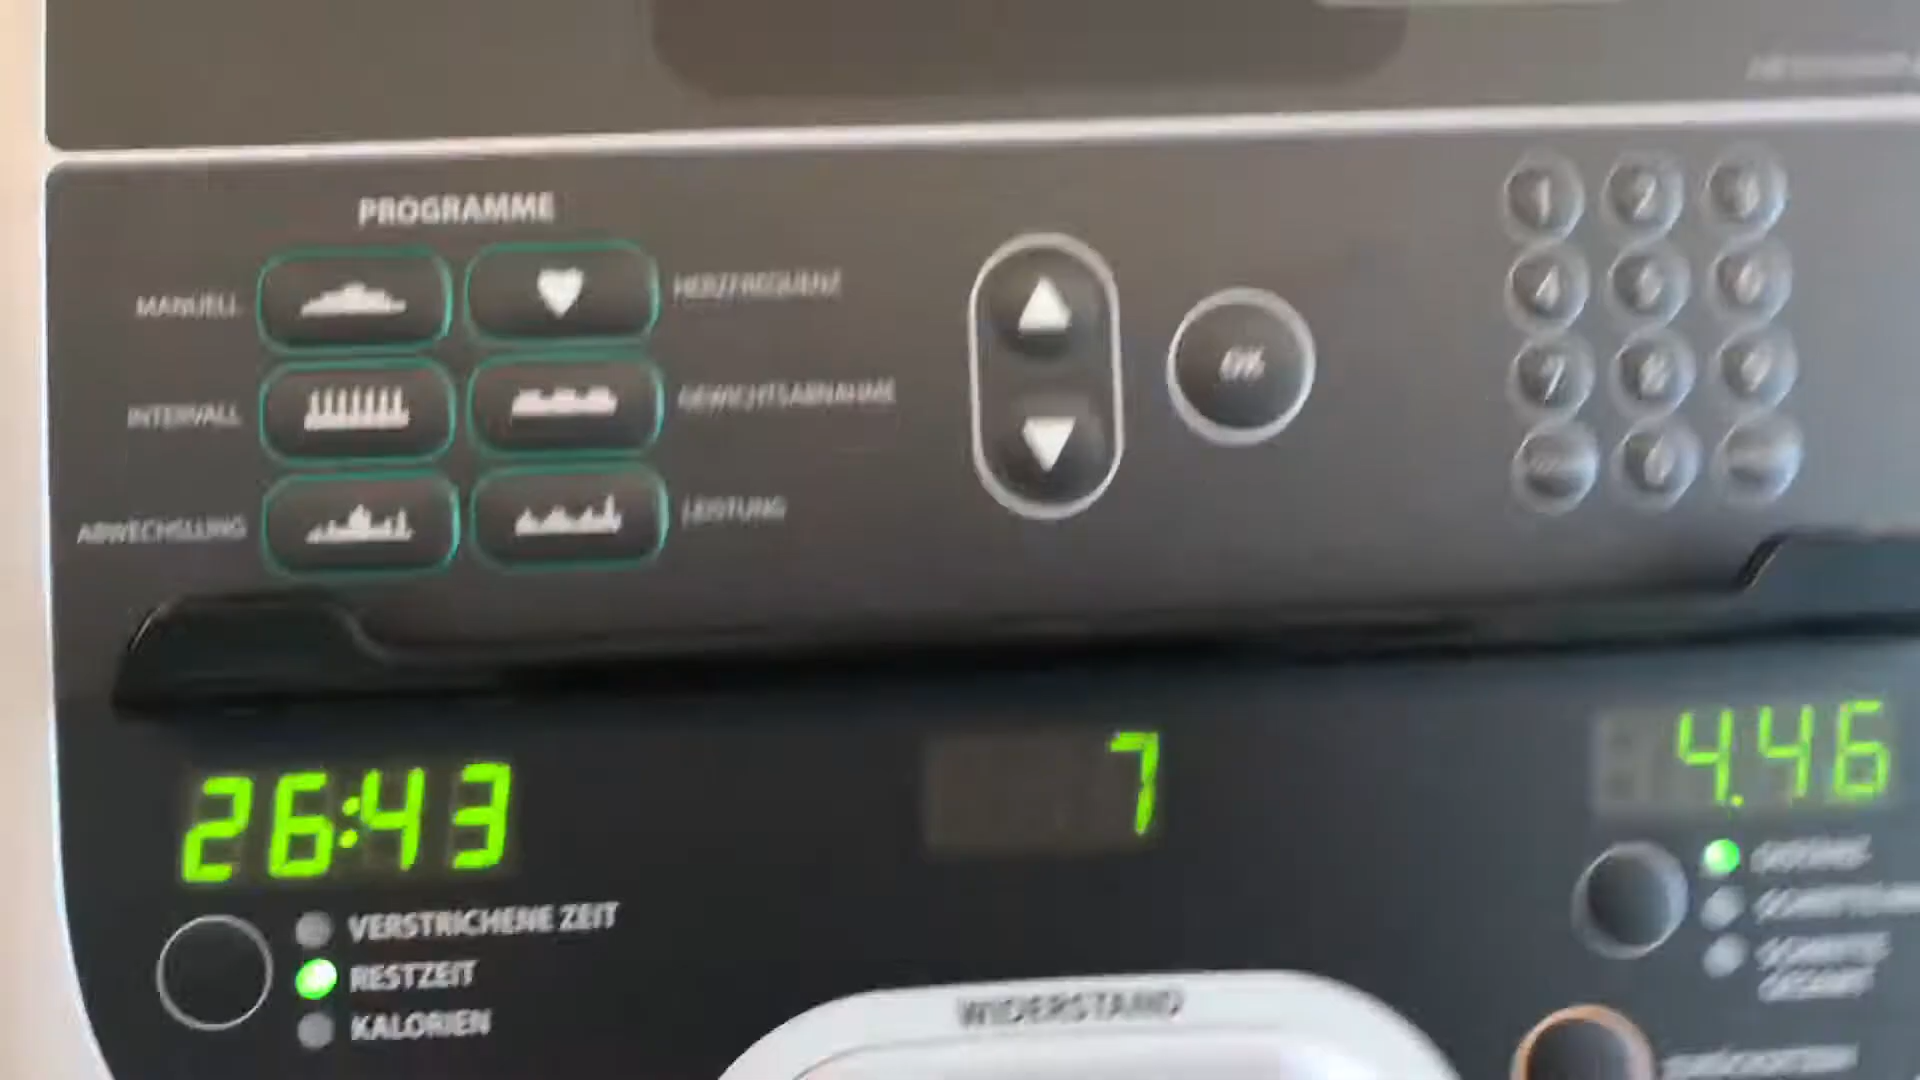 PROGRAMME
MANUELL
HERZFREQUENZ
INTERVALL
GEWICHTSABNAHME
ABWECHSLUNG
LEISTUNG
OK
1 2 3
4 5 6
7 8 9
0
26:43
7
4.46
VERSTRICHENE ZEIT
RESTZEIT
KALORIEN
WIDERSTAND